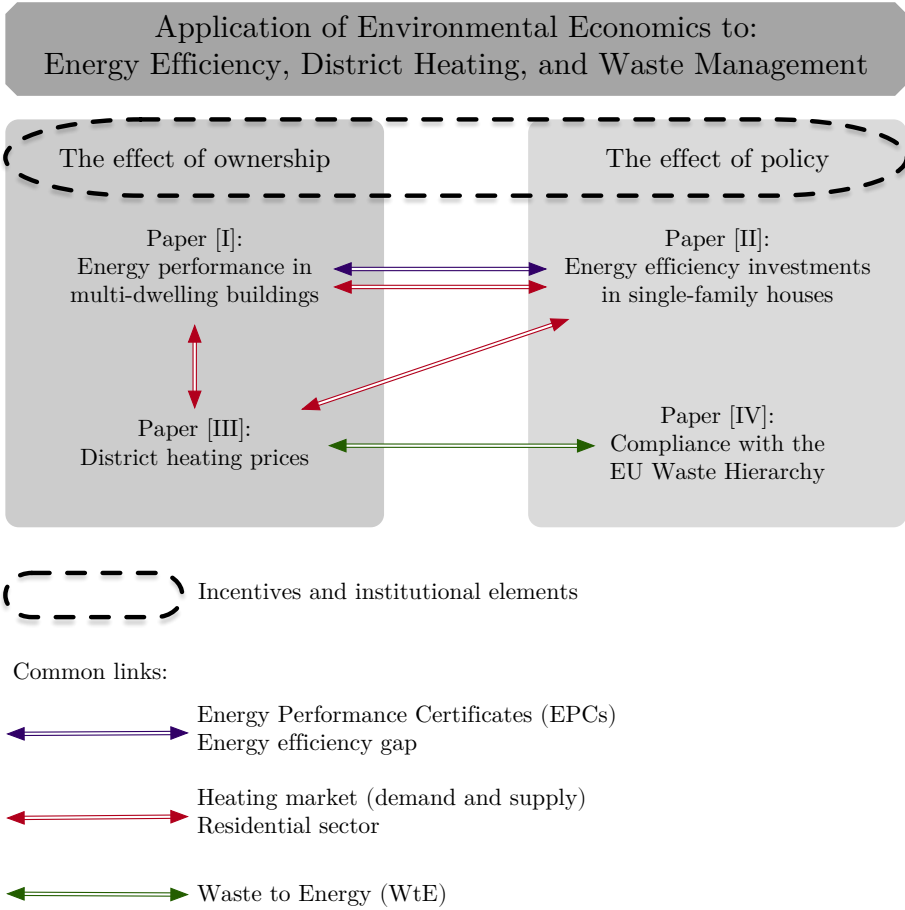 Application of Environmental Economics to:
Energy Efficiency, District Heating, and Waste Management
The effect of ownership
The effect of policy
Paper [I]:
Energy performance in
multi-dwelling buildings
Paper [II]:
Energy efficiency investments
in single-family houses
Paper [III]:
District heating prices
Paper [IV]:
Compliance with the
EU Waste Hierarchy
Incentives and institutional elements
Common links:
Energy Performance Certificates (EPCs)
Energy efficiency gap
Heating market (demand and supply)
Residential sector
Waste to Energy (WtE)